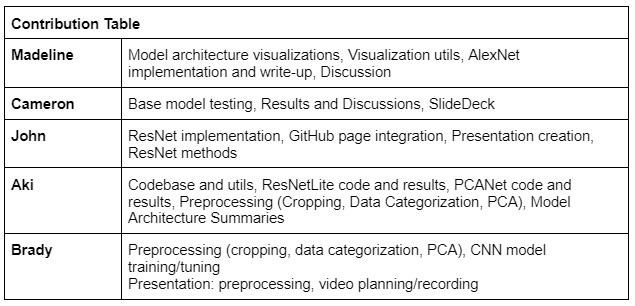 Contribution Table
Madeline
Model architecture visualizations, Visualization utils, AlexNet
implementation and write-up, Discussion
Cameron
Base model testing, Results and Discussions, SlideDeck
John
ResNet implementation, GitHub page integration, Presentation creation,
ResNet methods
Aki
Codebase and utils, ResNetLite code and results, PCANet code and
results, Preprocessing (Cropping, Data Categorization, PCA), Model
Architecture Summaries
Brady
Preprocessing (cropping, data categorization, PCA), CNN model
training/tuning
Presentation: preprocessing, video planning/recording